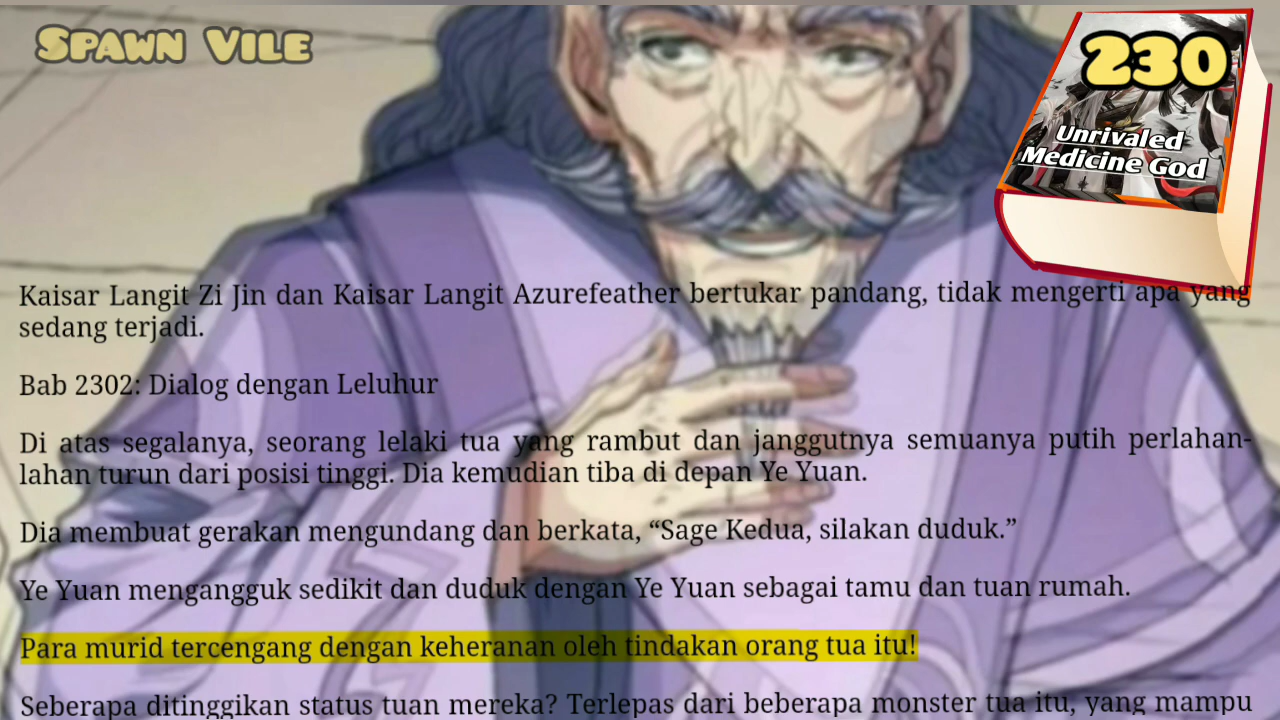 Spawn Vile
230
Unrivaled
Medicine God
Kaisar Langit Zi Jin dan Kaisar Langit Azurefeather bertukar pandang, tidak mengerti apa yang
sedang terjadi.
Bab 2302: Dialog dengan Leluhur
Di atas segalanya, seorang lelaki tua yang rambut dan janggutnya semuanya putih perlahan-
lahan turun dari posisi tinggi. Dia kemudian tiba di depan Ye Yuan.
Dia membuat gerakan mengundang dan berkata, “Sage Kedua, silakan duduk.”
Ye Yuan mengangguk sedikit dan duduk dengan Ye Yuan sebagai tamu dan tuan rumah.
Para murid tercengang dengan keheranan oleh tindakan orang tua itu!
Seberapa ditinggikan status tuan mereka? Terlepas dari beberapa monster tua itu, yang mampu